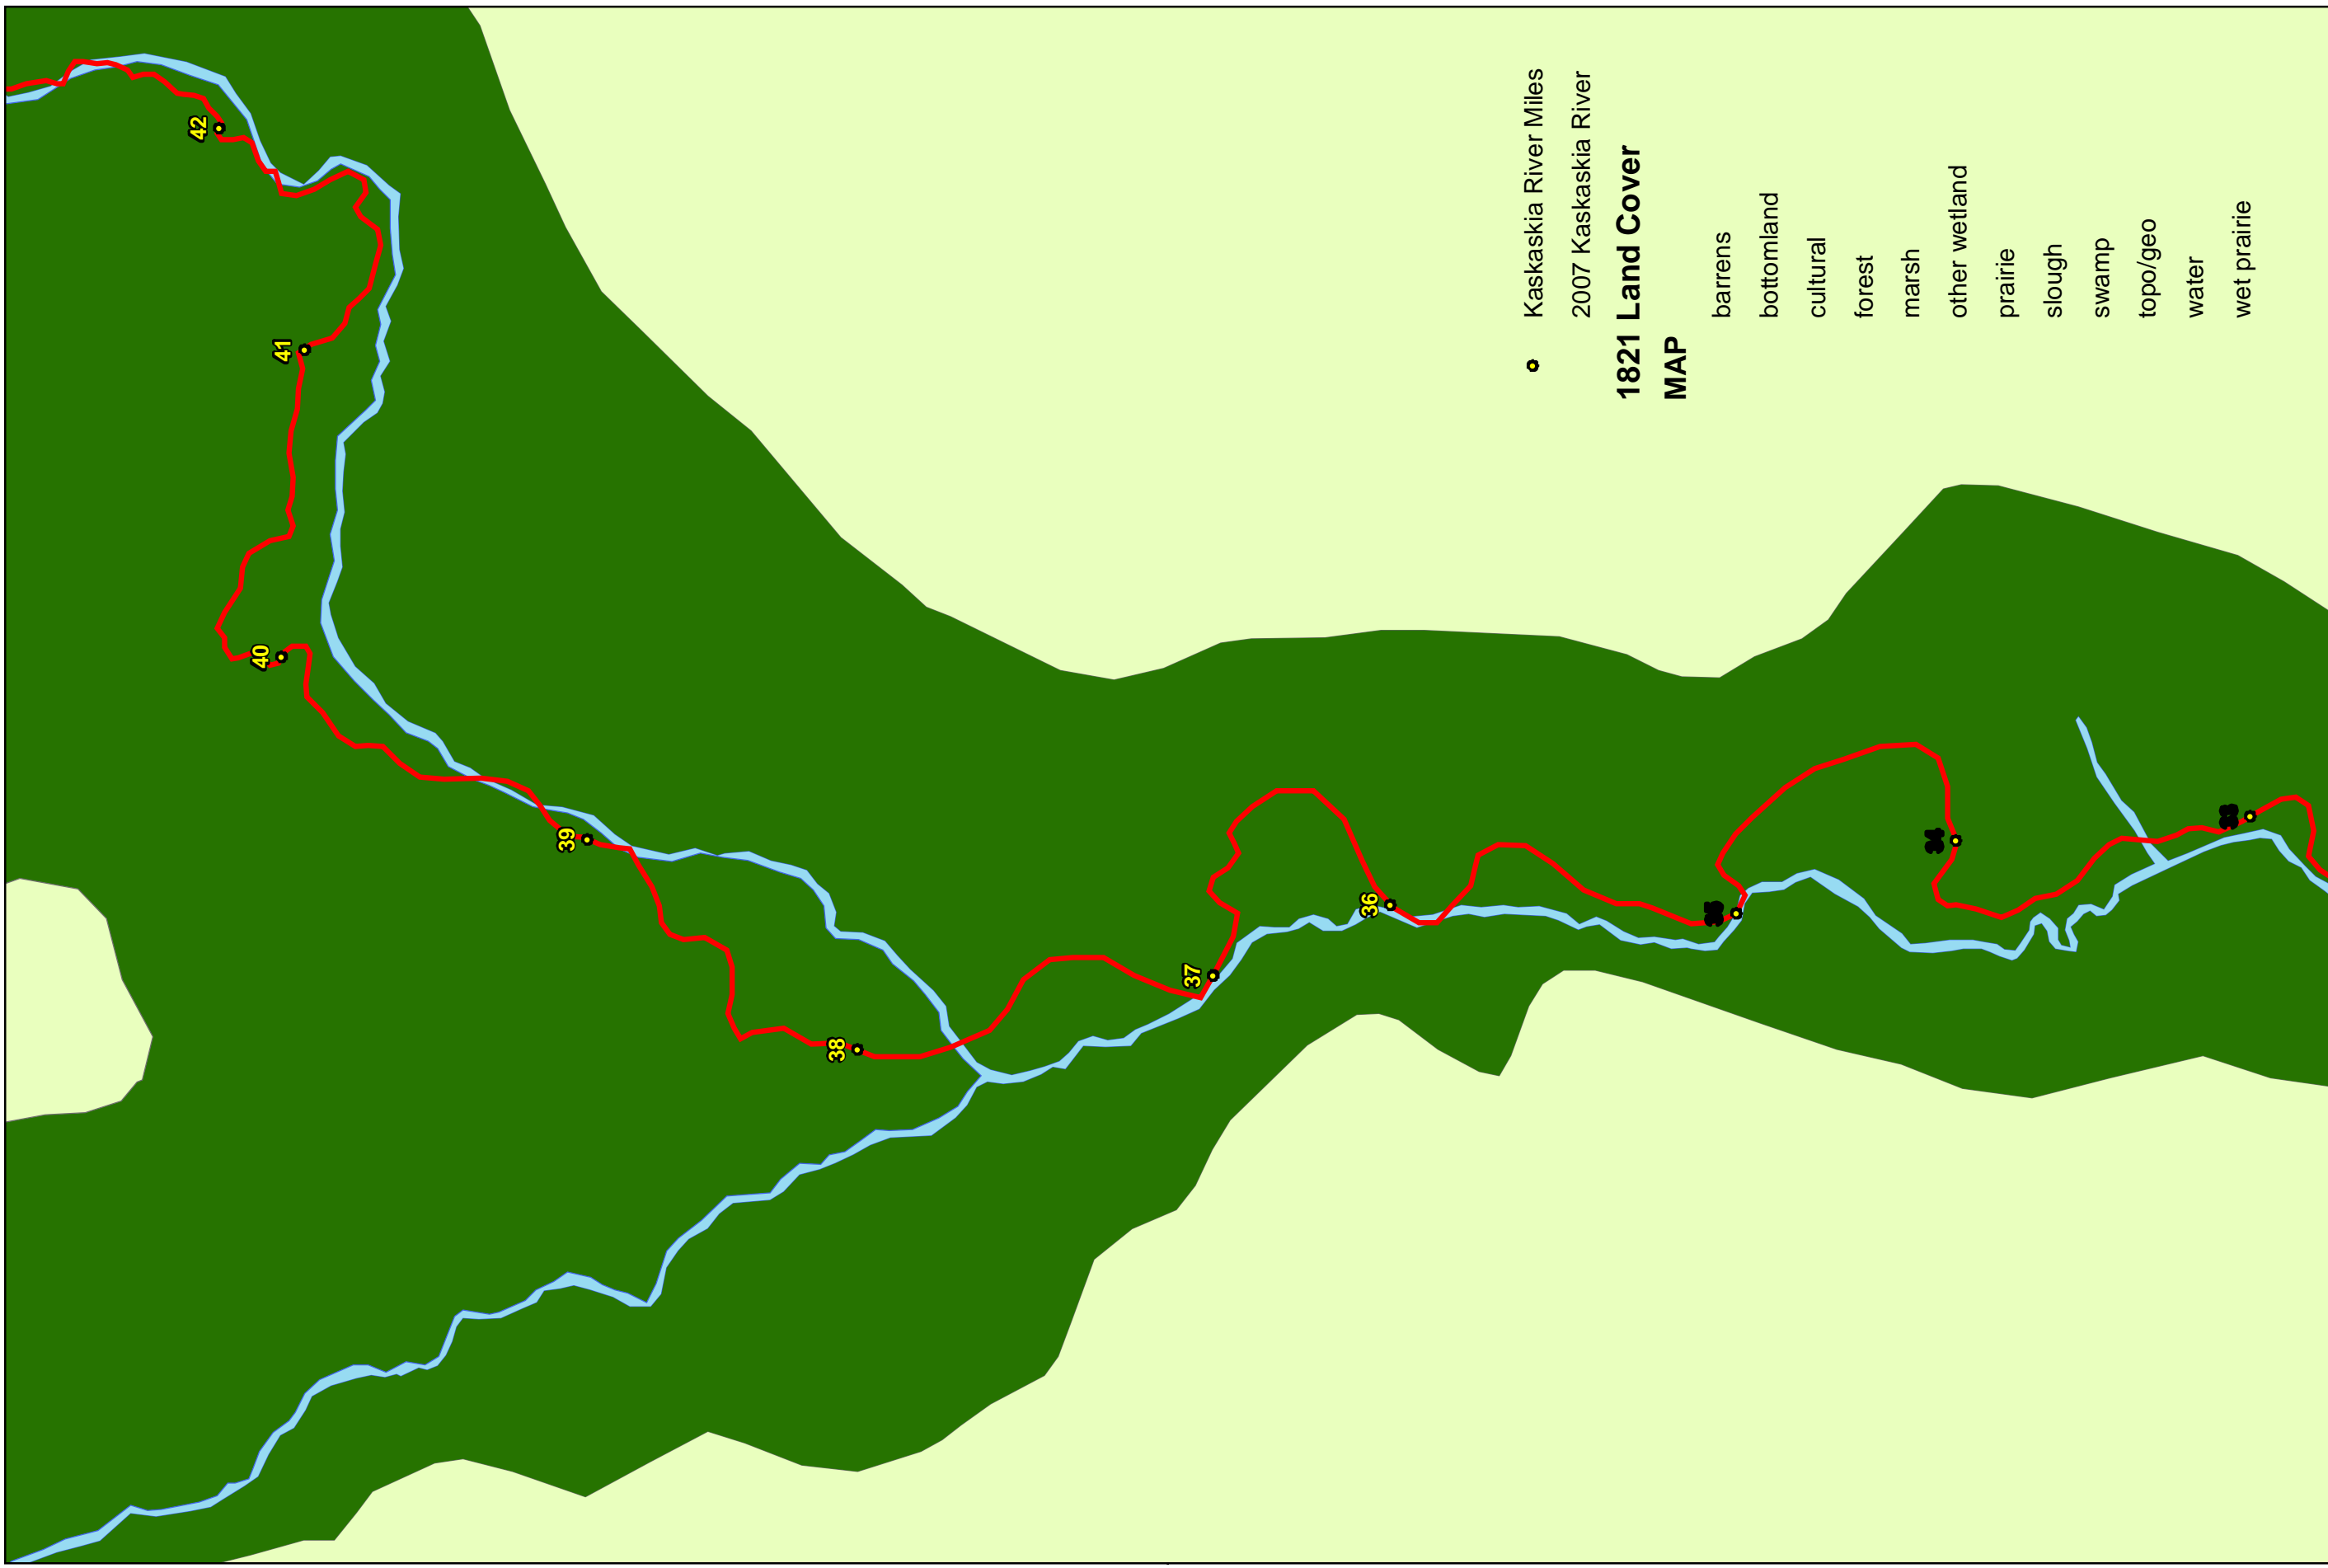 42
41
40
39
38
37
36
Kaskaskia River Miles
2007 Kaskaskia River
1821 Land Cover
MAP
barrens
bottomland
cultural
forest
marsh
other wetland
prairie
slough
swamp
topo/geo
water
wet prairie